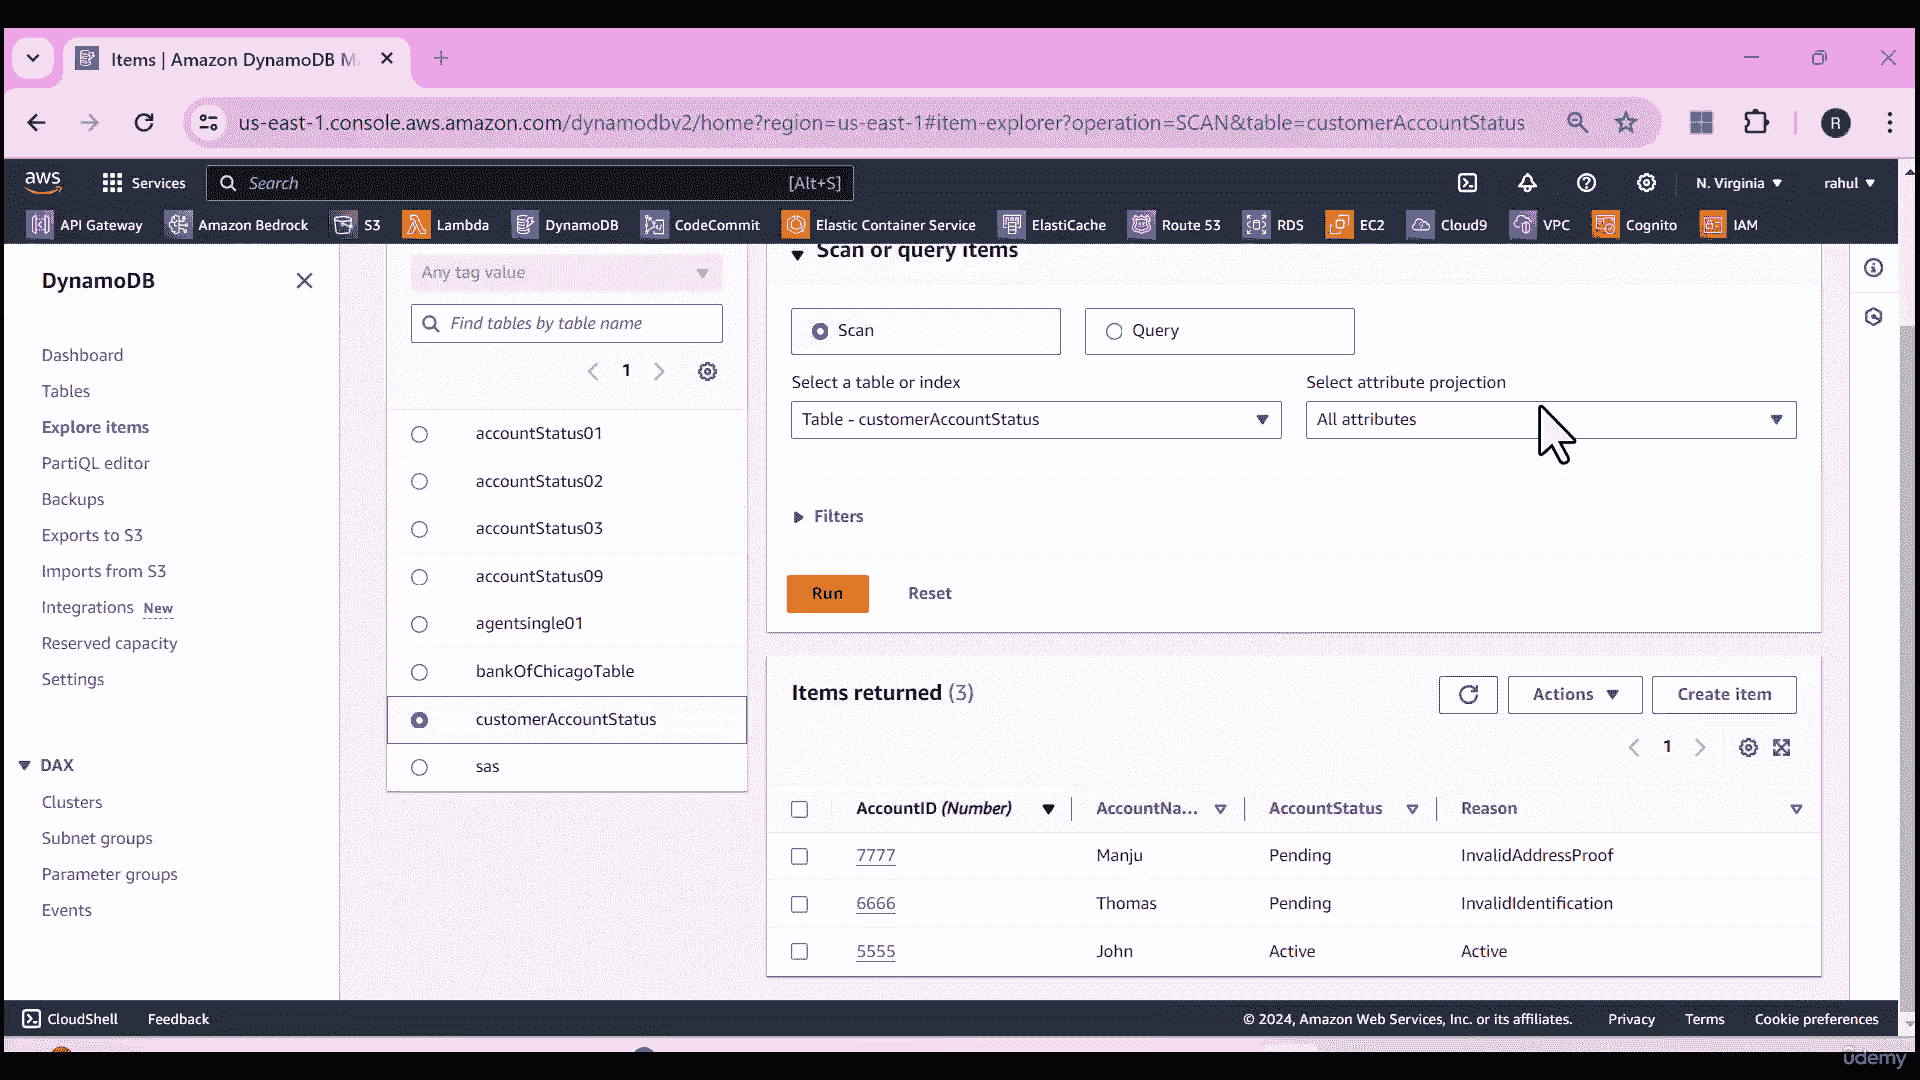 Items | Amazon DynamoDB M
us-east-1.console.aws.amazon.com/dynamodbv2/home?region=us-east-1#item-explorer?operation=SCAN&table=customerAccountStatus
R
aws
Services
Search
[Alt+S]
N. Virginia
rahul
API Gateway
Amazon Bedrock
S3
Lambda
DynamoDB
CodeCommit
Elastic Container Service
ElastiCache
Route 53
RDS
EC2
Cloud9
VPC
Cognito
IAM
DynamoDB
Dashboard
Tables
Explore items
PartiQL editor
Backups
Exports to S3
Imports from S3
Integrations New
Reserved capacity
Settings
DAX
Clusters
Subnet groups
Parameter groups
Events
Any tag value
Find tables by table name
1
accountStatus01
accountStatus02
accountStatus03
accountStatus09
agentsingle01
bankOfChicagoTable
customerAccountStatus
sas
Scan or query items
Scan
Query
Select a table or index
Table - customerAccountStatus
Select attribute projection
All attributes
Filters
Run
Reset
Items returned (3)
Actions
Create item
1
AccountID (Number)
AccountNa...
AccountStatus
Reason
7777 Manju Pending InvalidAddressProof
6666 Thomas Pending InvalidIdentification
5555 John Active Active
CloudShell
Feedback
© 2024, Amazon Web Services, Inc. or its affiliates.
Privacy
Terms
Cookie preferences
udemy